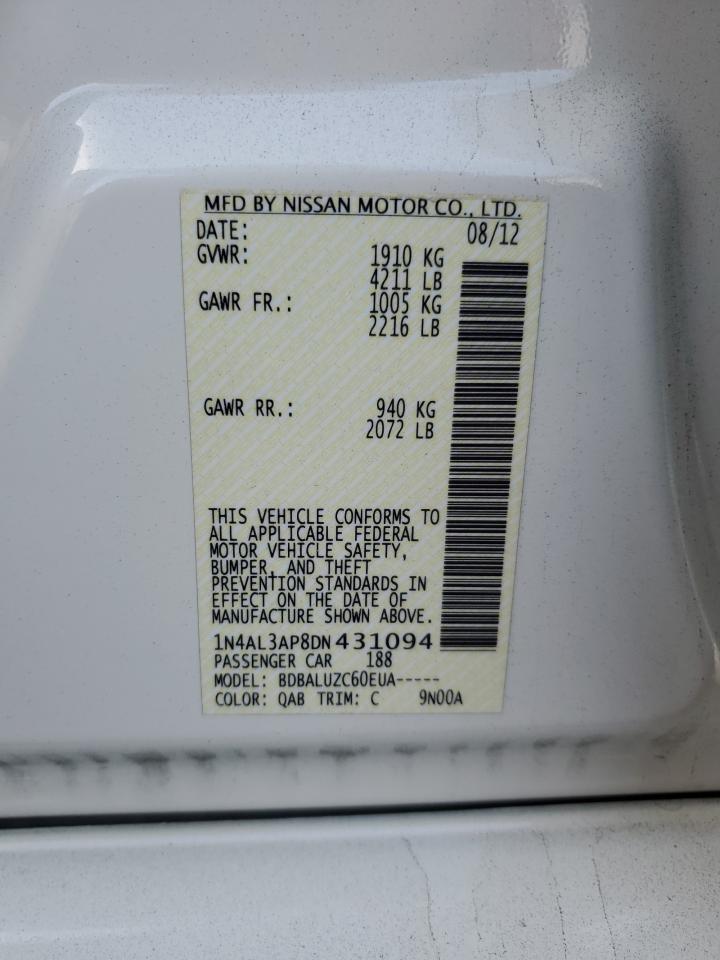 MFD BY NISSAN MOTOR CO., LTD.
DATE: 08/12
GVWR: 1910 KG
4211 LB
GAWR FR.: 1005 KG
2216 LB
GAWR RR.: 940 KG
2072 LB
THIS VEHICLE CONFORMS TO
ALL APPLICABLE FEDERAL
MOTOR VEHICLE SAFETY,
BUMPER, AND THEFT
PREVENTION STANDARDS IN
EFFECT ON THE DATE OF
MANUFACTURE SHOWN ABOVE.
1N4AL3AP8DN431094
PASSENGER CAR 188
MODEL: BDBALUZC60EUA-----
COLOR: QAB TRIM: C 9N00A